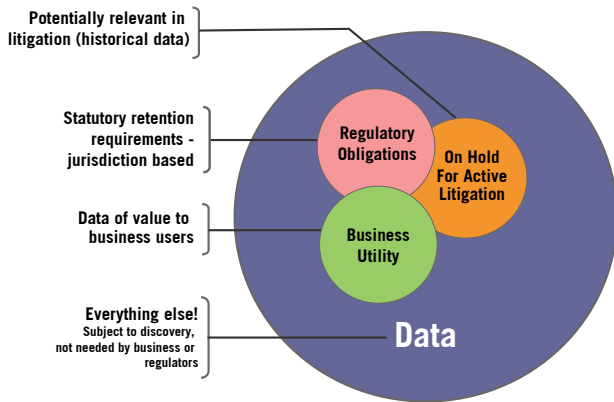 Potentially relevant in
litigation (historical data)
Statutory retention
requirements -
jurisdiction based
Data of value to
business users
Everything else!
Subject to discovery,
not needed by business or
regulators
Regulatory
Obligations
On Hold
For Active
Litigation
Business
Utility
Data